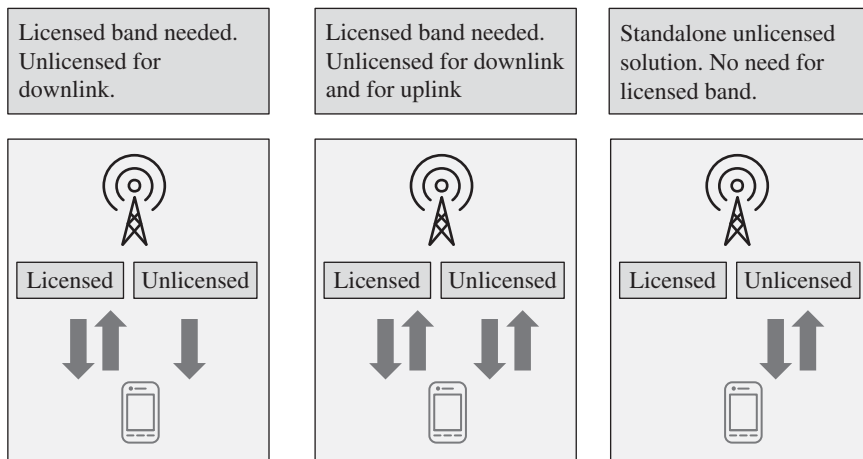 Licensed band needed.
Unlicensed for
downlink.
Licensed band needed.
Unlicensed for downlink
and for uplink
Standalone unlicensed
solution. No need for
licensed band.
Licensed Unlicensed
Licensed Unlicensed
Licensed Unlicensed